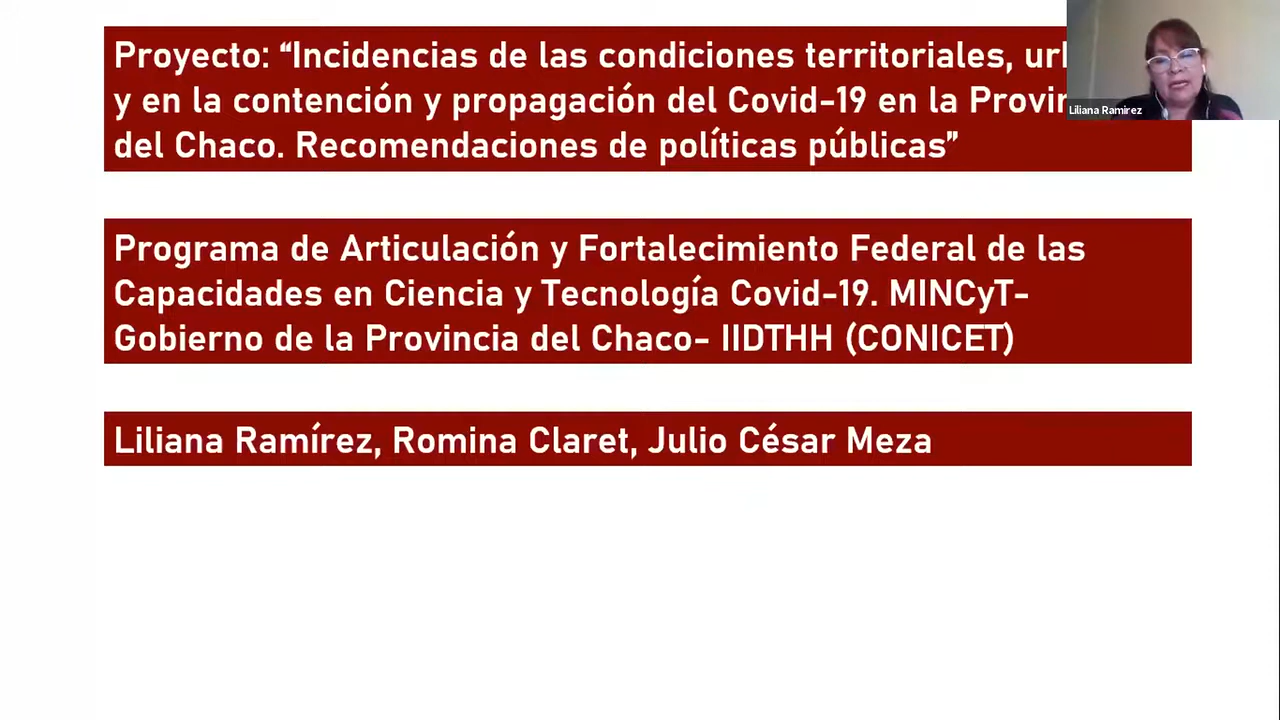 Proyecto: “Incidencias de las condiciones territoriales,
y en la contención y propagación del Covid-19 en la
del Chaco. Recomendaciones de políticas públicas”
Liliana Ramirez
Programa de Articulación y Fortalecimiento Federal de las
Capacidades en Ciencia y Tecnología Covid-19. MINCyT-
Gobierno de la Provincia del Chaco- IIDTHH (CONICET)
Liliana Ramírez, Romina Claret, Julio César Meza